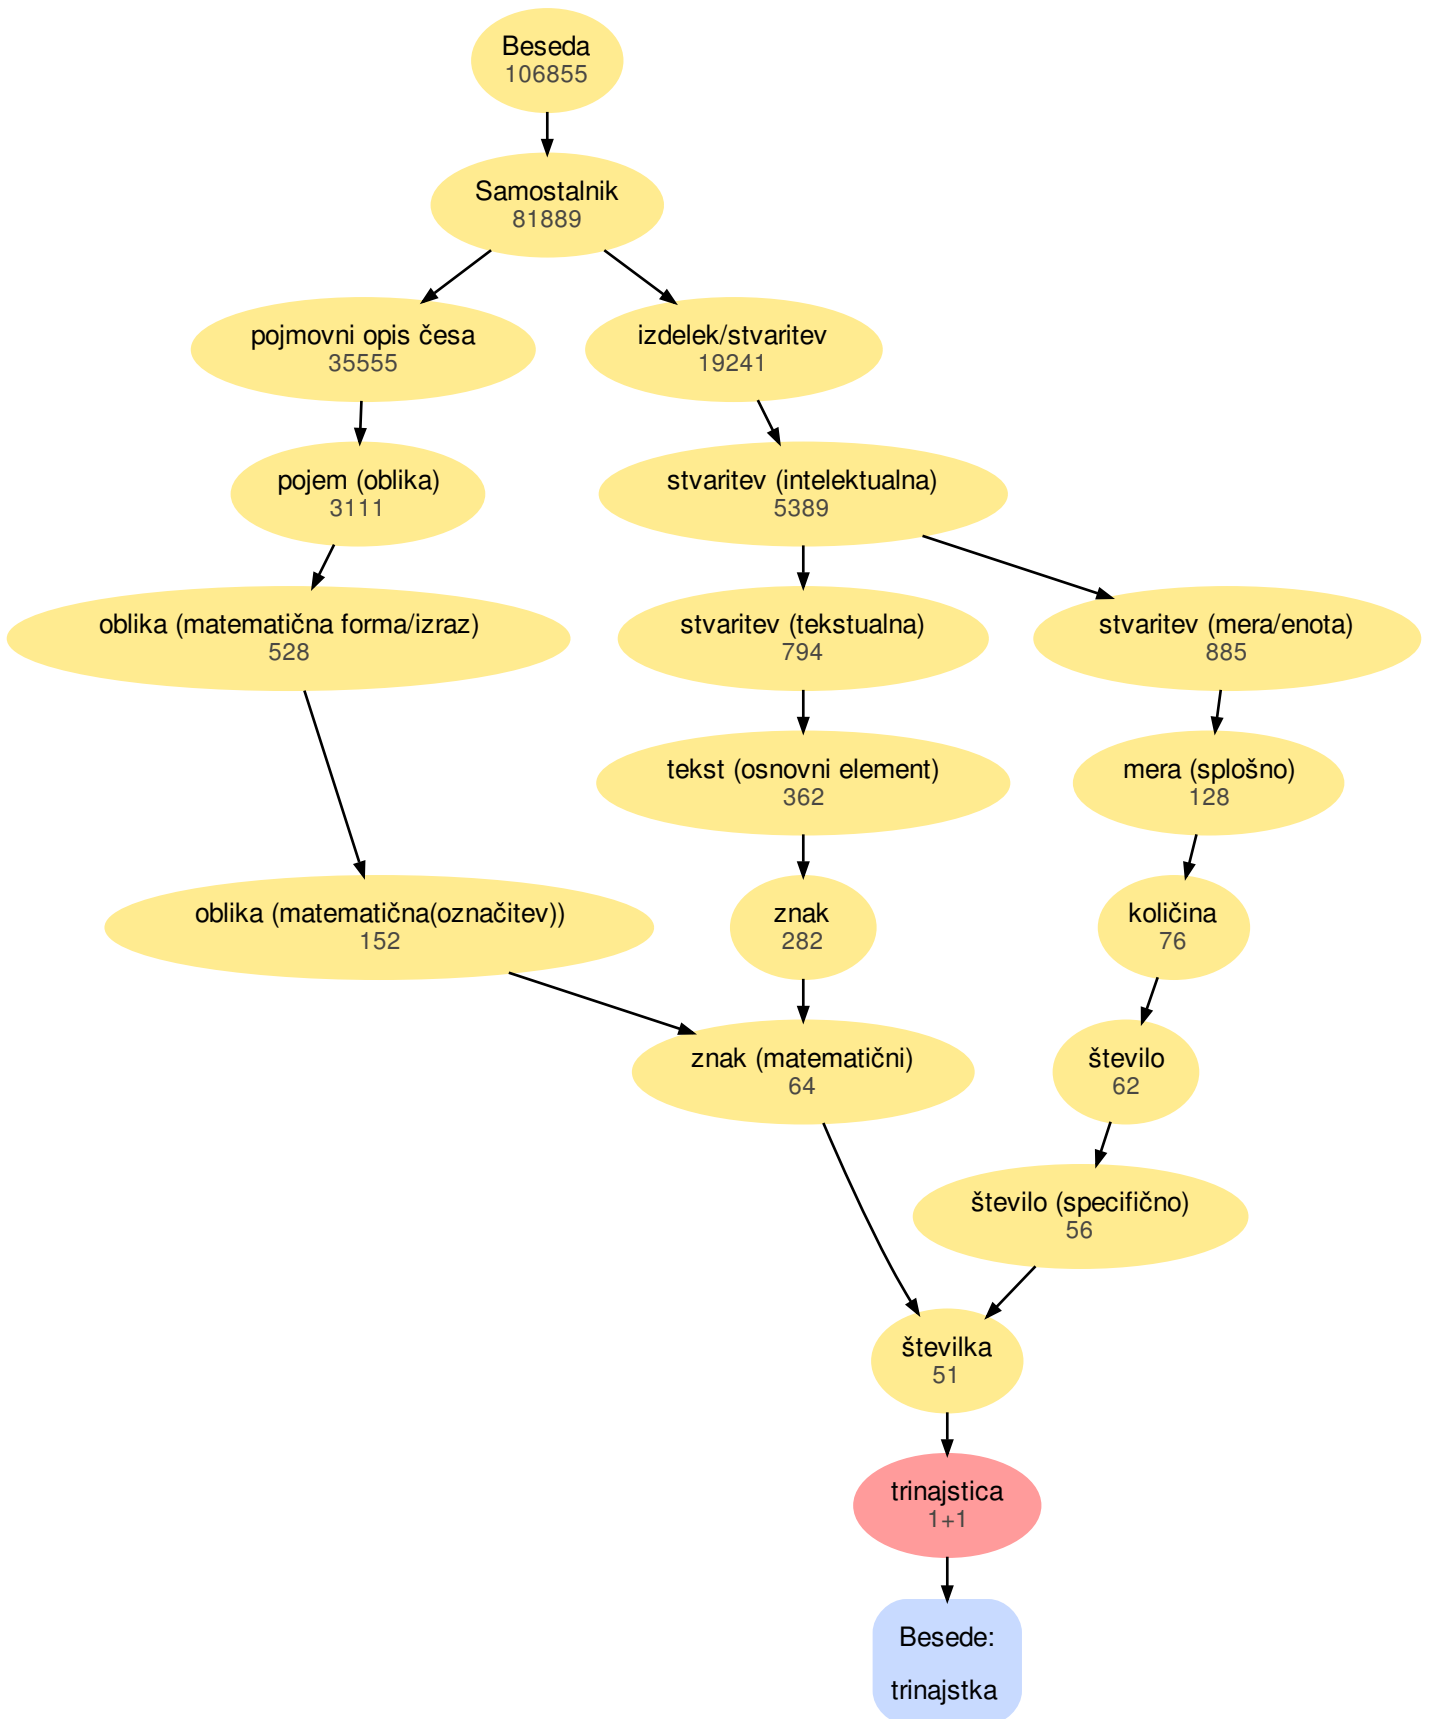 Beseda
106855
Samostalnik
81889
pojmovni opis česa
35555
izdelek/stvaritev
19241
pojem (oblika)
3111
stvaritev (intelektualna)
5389
oblika (matematična forma/izraz)
528
stvaritev (tekstualna)
794
stvaritev (mera/enota)
885
tekst (osnovni element)
362
mera (splošno)
128
oblika (matematična(označitev))
152
znak
282
količina
76
znak (matematični)
64
število
62
število (specifično)
56
številka
51
trinajstica
1+1
Besede:
trinajstka